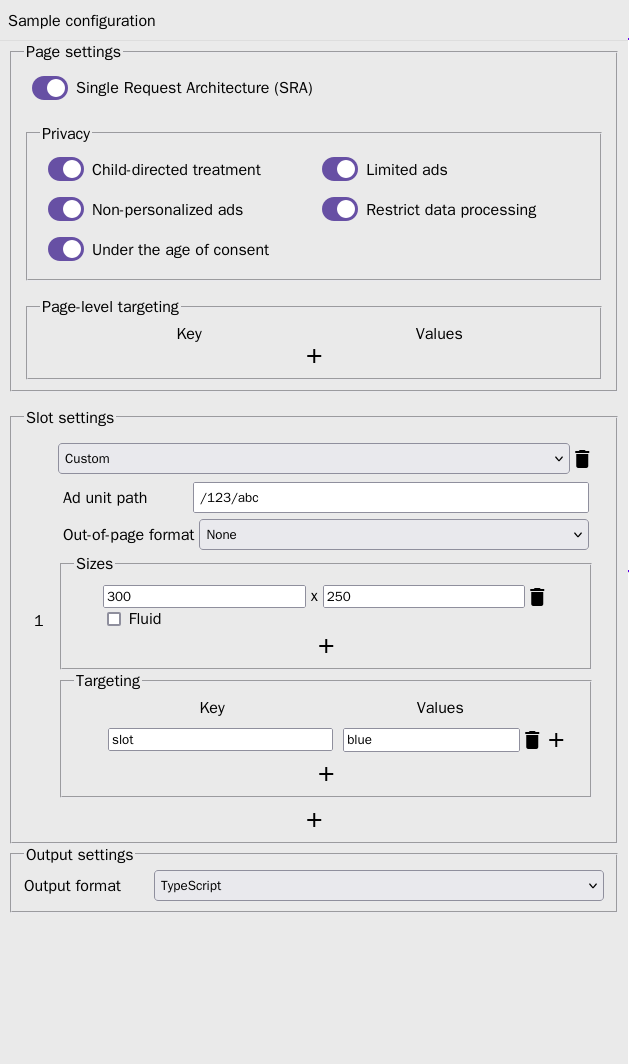 Sample configuration
Page settings
Single Request Architecture (SRA)
Privacy
Child-directed treatment
Limited ads
Non-personalized ads
Restrict data processing
Under the age of consent
Page-level targeting
Key Values
+
Slot settings
Custom
Ad unit path /123/abc
Out-of-page format None
Sizes
300 x 250
Fluid
+
1
Targeting
Key Values
slot blue +
+
+
Output settings
Output format TypeScript